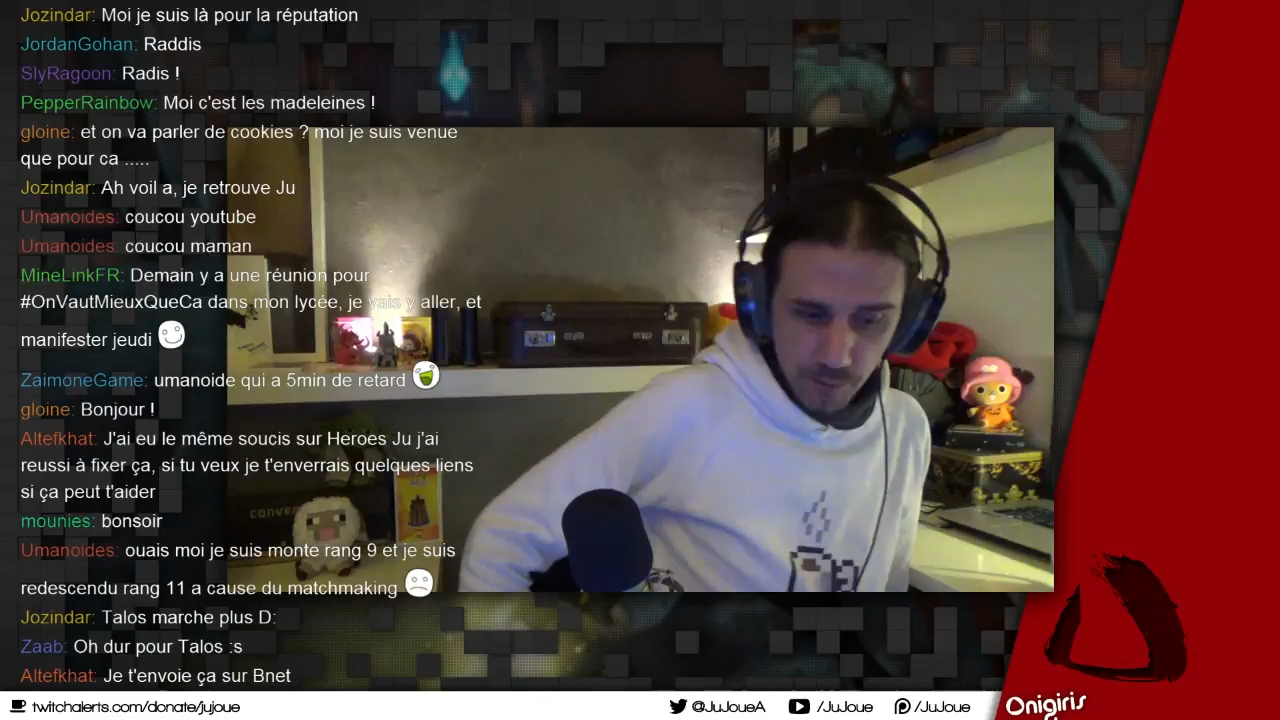 Jozindar: Moi je suis là pour la réputation
JordanGohan: Raddis
SlyRagoon: Radis !
PepperRainbow: Moi c'est les madeleines !
gloine: et on va parler de cookies ? moi je suis venue
que pour ca .....
Jozindar: Ah voil a, je retrouve Ju
Umanoides: coucou youtube
Umanoides: coucou maman
MineLinkFR: Demain y a une réunion pour
#OnVautMieuxQueCa dans mon lycée, je vais y aller, et
manifester jeudi
ZaimoneGame: umanoide qui a 5min de retard
gloine: Bonjour !
Altefkhat: J'ai eu le même soucis sur Heroes Ju j'ai
reussi à fixer ça, si tu veux je t'enverrais quelques liens
si ça peut t'aider
mounies: bonsoir
Umanoides: ouais moi je suis monte rang 9 et je suis
redescendu rang 11 a cause du matchmaking
Jozindar: Talos marche plus D:
Zaab: Oh dur pour Talos :s
Altefkhat: Je t'envoie ça sur Bnet
CONVERSE
twitchalerts.com/donate/jujoue
@JuJoueA
/JuJoue
/JuJoue
Onigiris